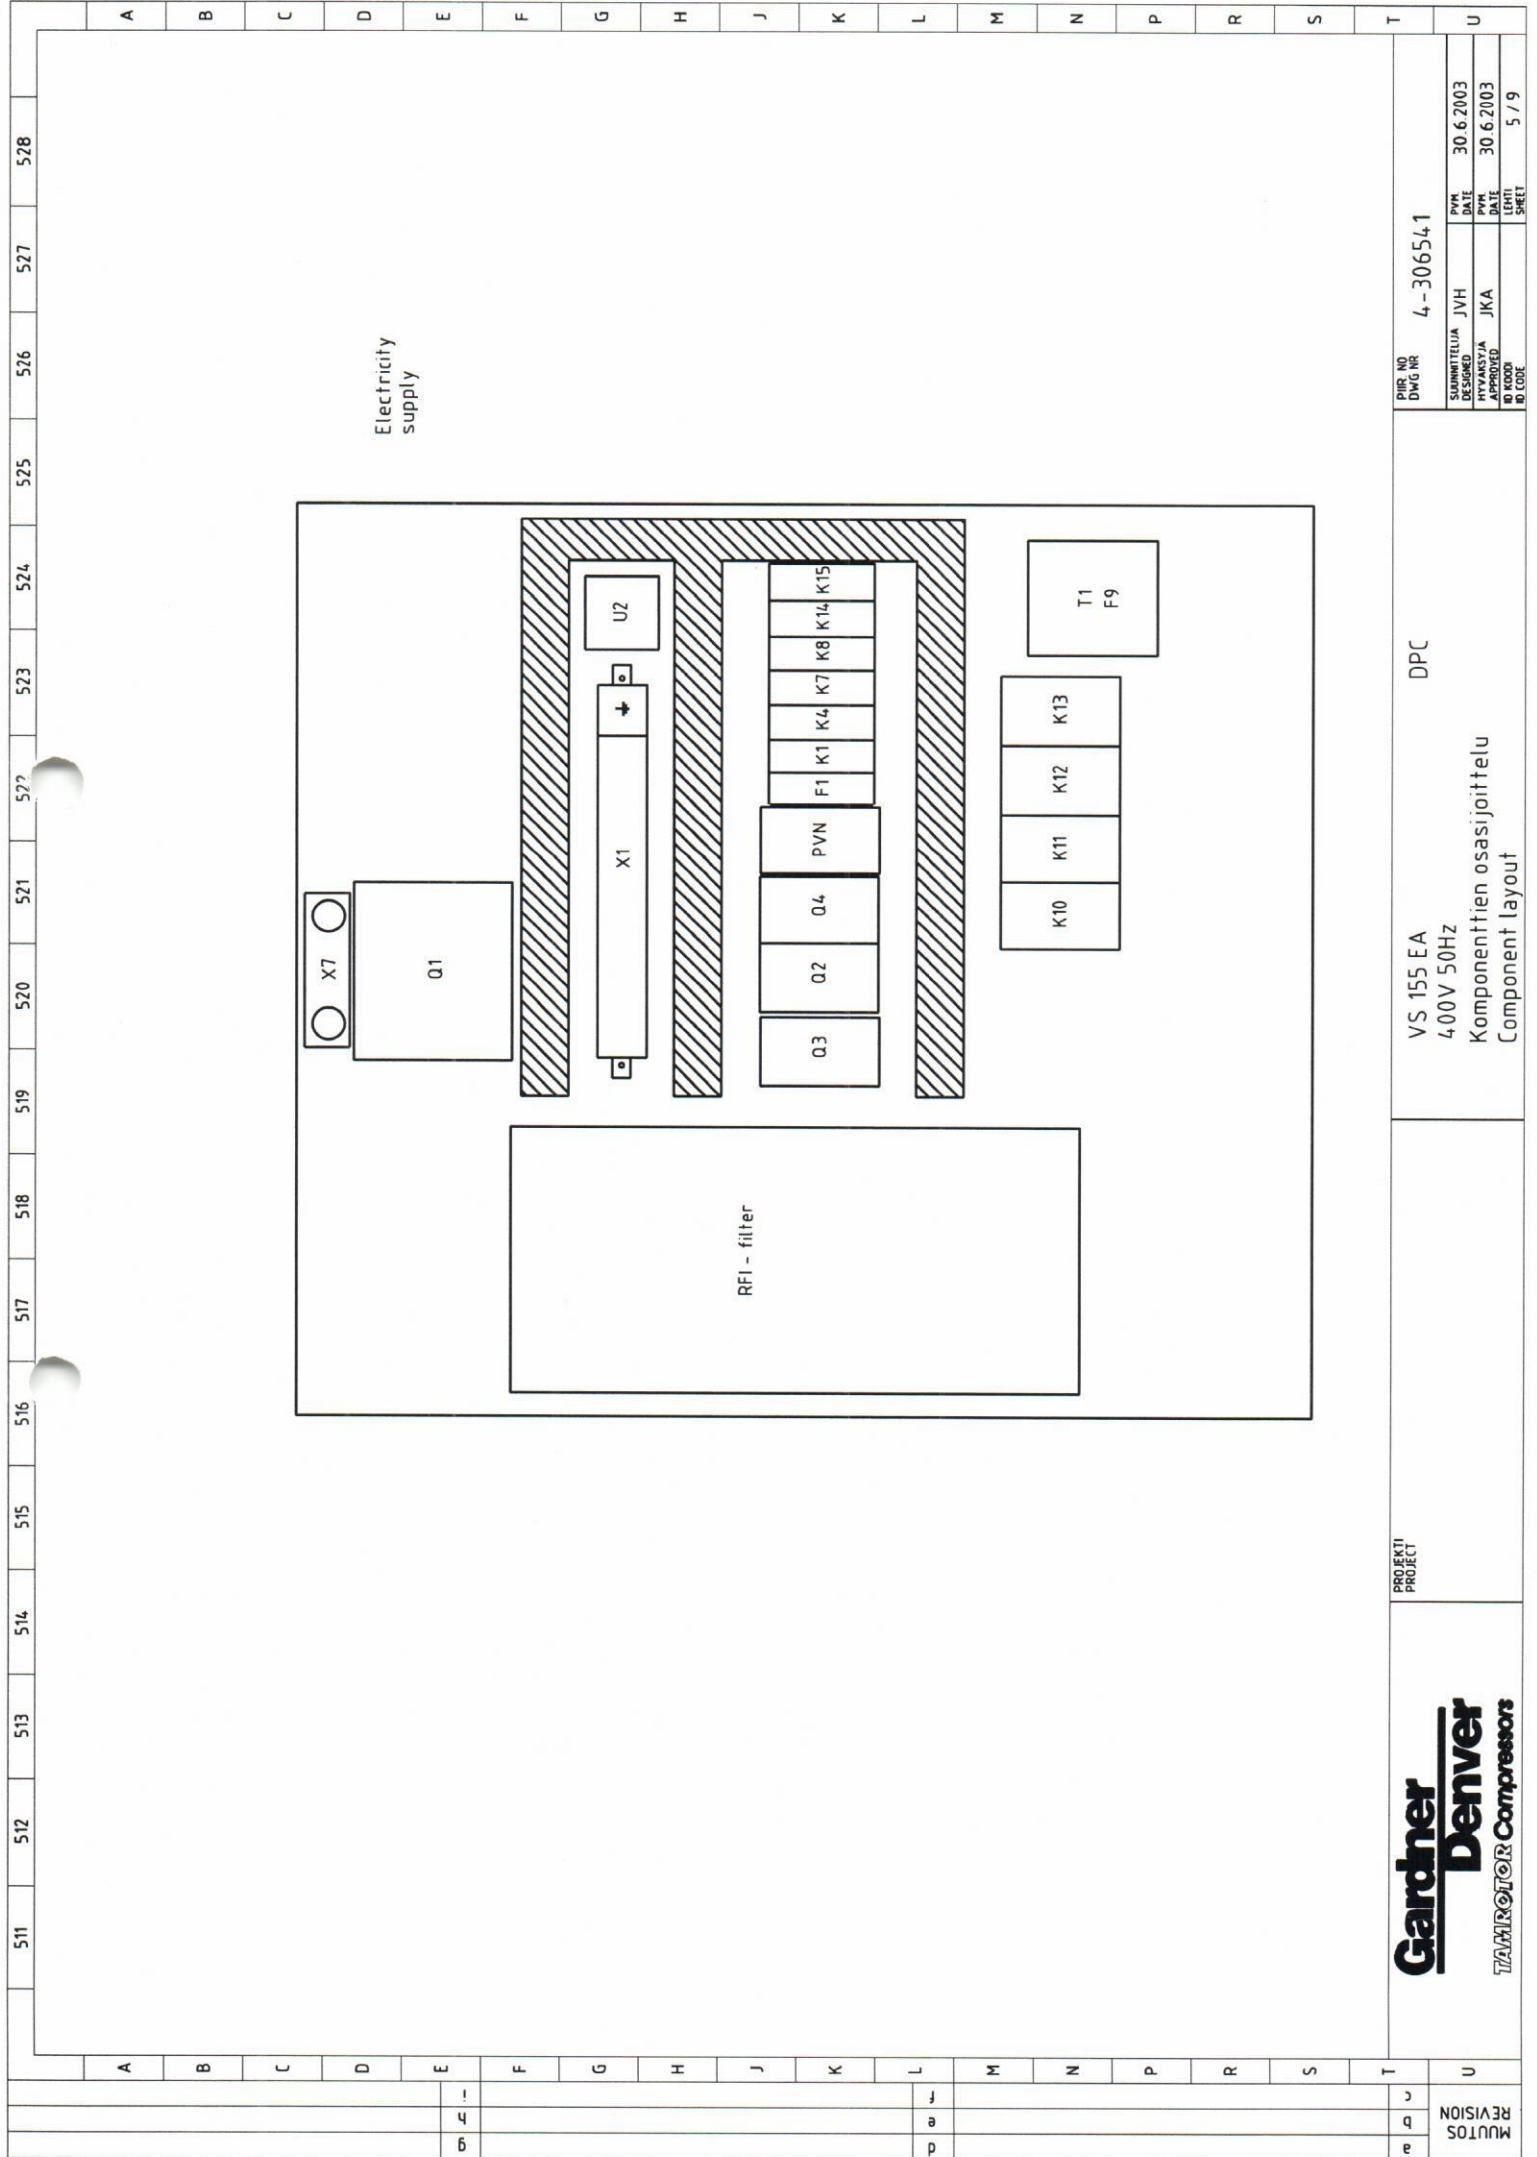 511 512 513 514 515 516 517 518 519 520 521 522 523 524 525 526 527 528
A
B
C
D
E
F
G
H
J
K
L
M
N
P
R
S
T
U
A
B
C
D
E
F
G
H
J
K
L
M
N
P
R
S
T
U
Electricity
supply
X7
Q1
X1
U2
Q3 Q2 Q4 PVN F1 K1 K4 K7 K8 K14 K15
RFI - filter
K10 K11 K12 K13
T1
F9
g h i
d e f
a b c
MUUTOS
REVISION
Gardner
Denver
TAMROTOR Compressors
PROJEKTI
PROJECT
VS 155 EA DPC
400V 50Hz
Komponenttien osasijoittelu
Component layout
PIIR. NO
DWG NR
4-306541
SUUNNITTELIJA
DESIGNED
JVH
PVM.
DATE
30.6.2003
HYVAKSYJA
APPROVED
JKA
PVM.
DATE
30.6.2003
ID KOODI
ID CODE
LEHTI
SHEET
5 / 9